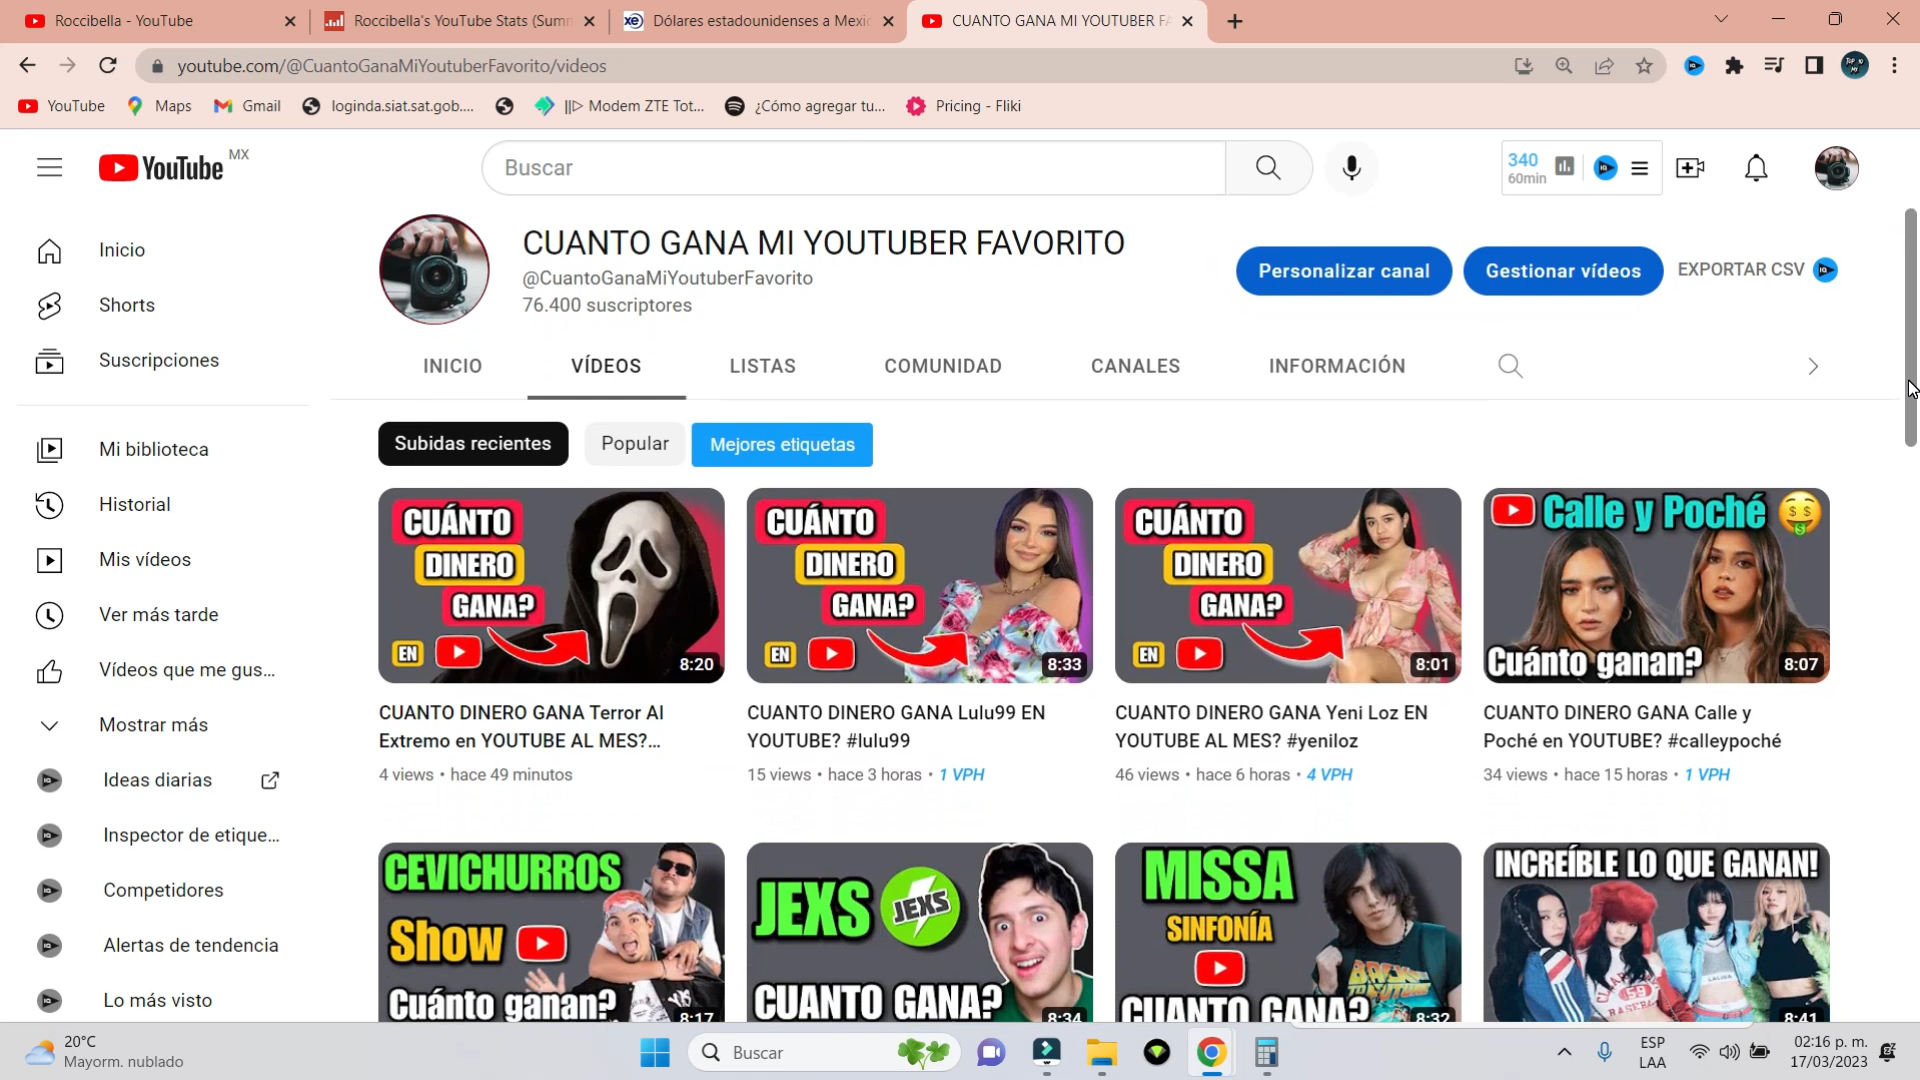 Roccibella - YouTube
Roccibella's YouTube Stats (Sum
Dólares estadounidenses a Mexic
CUANTO GANA MI YOUTUBER FA
youtube.com/@CuantoGanaMiYoutuberFavorito/videos
YouTube
Maps
Gmail
loginda.siat.sat.gob....
||▷ Modem ZTE Tot...
¿Cómo agregar tu...
Pricing - Fliki
YouTube MX
Buscar
340
60min
Inicio
Shorts
Suscripciones
Mi biblioteca
Historial
Mis vídeos
Ver más tarde
Vídeos que me gus...
Mostrar más
Ideas diarias
Inspector de etique...
Competidores
Alertas de tendencia
Lo más visto
CUANTO GANA MI YOUTUBER FAVORITO
@CuantoGanaMiYoutuberFavorito
76.400 suscriptores
Personalizar canal
Gestionar vídeos
EXPORTAR CSV
INICIO
VÍDEOS
LISTAS
COMUNIDAD
CANALES
INFORMACIÓN
Subidas recientes
Popular
Mejores etiquetas
CUÁNTO
DINERO
GANA?
EN
8:20
CUANTO DINERO GANA Terror Al
Extremo en YOUTUBE AL MES?...
4 views • hace 49 minutos
CUÁNTO
DINERO
GANA?
EN
8:33
CUANTO DINERO GANA Lulu99 EN
YOUTUBE? #lulu99
15 views • hace 3 horas • 1 VPH
CUÁNTO
DINERO
GANA?
EN
8:01
CUANTO DINERO GANA Yeni Loz EN
YOUTUBE AL MES? #yeniloz
46 views • hace 6 horas • 4 VPH
Calle y Poché
Cuánto ganan?
8:07
CUANTO DINERO GANA Calle y
Poché en YOUTUBE? #calleypoché
34 views • hace 15 horas • 1 VPH
CEVICHURROS
Show
Cuánto ganan?
8:17
JEXS
JEXS
CUANTO GANA?
8:34
MISSA
SINFONÍA
BACK TO FUTURE
CUANTO GANA?
8:32
INCREÍBLE LO QUE GANAN!
8:41
20°C
Mayorm. nublado
Buscar
ESP
LAA
02:16 p. m.
17/03/2023